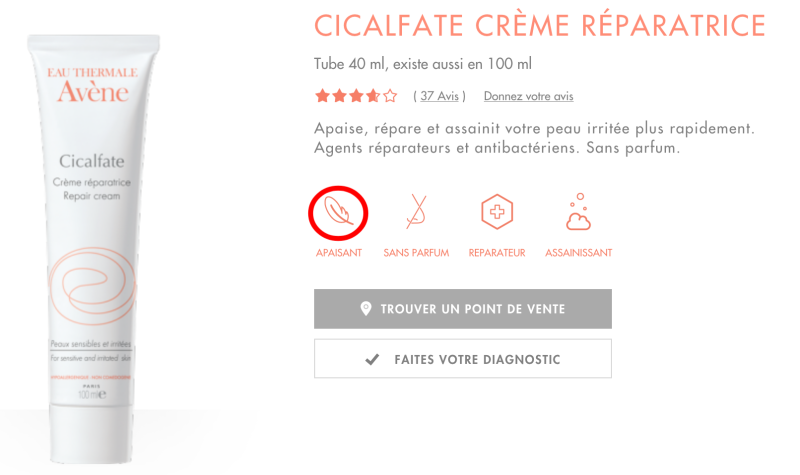 CICALFATE CRÈME RÉPARATRICE
Tube 40 ml, existe aussi en 100 ml
( 37 Avis ) Donnez votre avis
Apaise, répare et assainit votre peau irritée plus rapidement.
Agents réparateurs et antibactériens. Sans parfum.
APAISANT SANS PARFUM REPARATEUR ASSAINISSANT
TROUVER UN POINT DE VENTE
FAITES VOTRE DIAGNOSTIC
EAU THERMALE
Avène
Cicalfate
Crème réparatrice
Repair cream
Peaux sensibles et irritées
For sensitive and irritated skin
PARIS
100 ml e